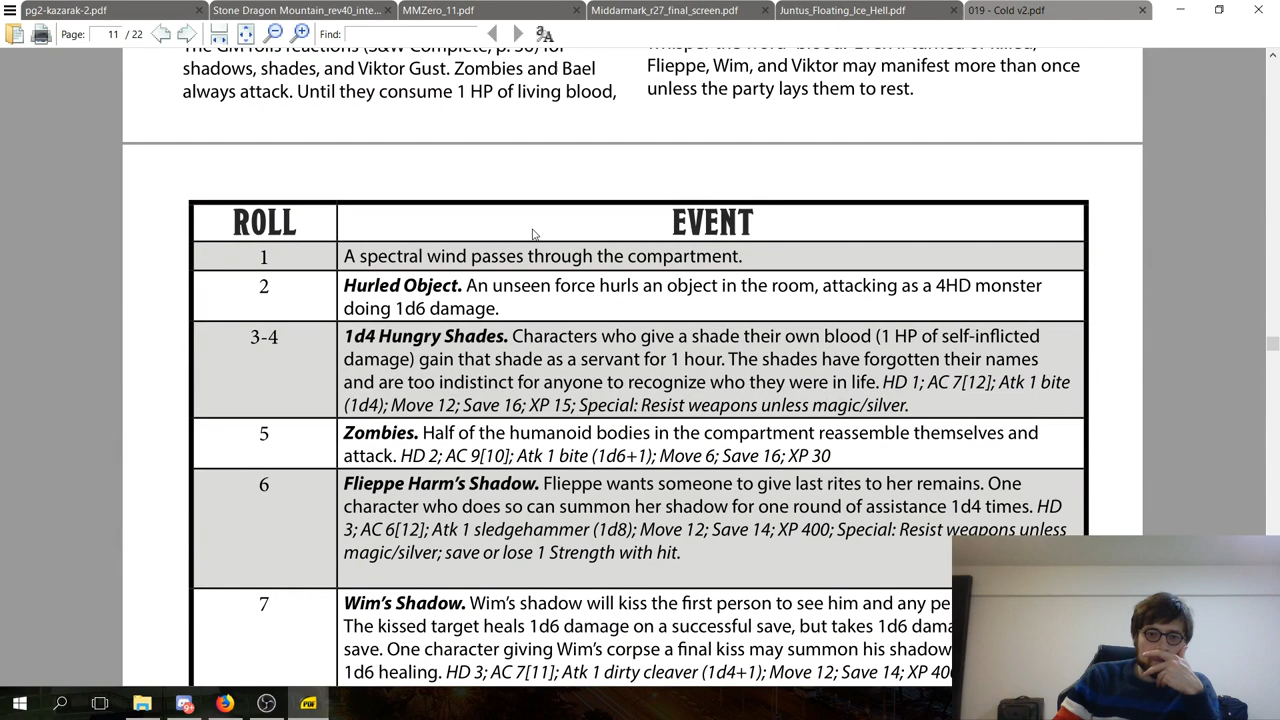 pg2-kazarak-2.pdf
Stone Dragon Mountain_rev40_inte...
MMZero_11.pdf
Middarmark_r27_final_screen.pdf
Juntus_Floating_Ice_Hell.pdf
019 - Cold v2.pdf
Page: 11 / 22
Find:
The GM rolls reactions (S&W Complete, p. 36) for
shadows, shades, and Viktor Gust. Zombies and Bael
always attack. Until they consume 1 HP of living blood,
Flieppe, Wim, and Viktor may manifest more than once
unless the party lays them to rest.
ROLL EVENT
1 A spectral wind passes through the compartment.
2 Hurled Object. An unseen force hurls an object in the room, attacking as a 4HD monster
doing 1d6 damage.
3-4 1d4 Hungry Shades. Characters who give a shade their own blood (1 HP of self-inflicted
damage) gain that shade as a servant for 1 hour. The shades have forgotten their names
and are too indistinct for anyone to recognize who they were in life. HD 1; AC 7[12]; Atk 1 bite
(1d4); Move 12; Save 16; XP 15; Special: Resist weapons unless magic/silver.
5 Zombies. Half of the humanoid bodies in the compartment reassemble themselves and
attack. HD 2; AC 9[10]; Atk 1 bite (1d6+1); Move 6; Save 16; XP 30
6 Flieppe Harm's Shadow. Flieppe wants someone to give last rites to her remains. One
character who does so can summon her shadow for one round of assistance 1d4 times. HD
3; AC 6[12]; Atk 1 sledgehammer (1d8); Move 12; Save 14; XP 400; Special: Resist weapons unless
magic/silver; save or lose 1 Strength with hit.
7 Wim's Shadow. Wim's shadow will kiss the first person to see him and any pe
The kissed target heals 1d6 damage on a successful save, but takes 1d6 dama
save. One character giving Wim's corpse a final kiss may summon his shadow
1d6 healing. HD 3; AC 7[11]; Atk 1 dirty cleaver (1d4+1); Move 12; Save 14; XP 400